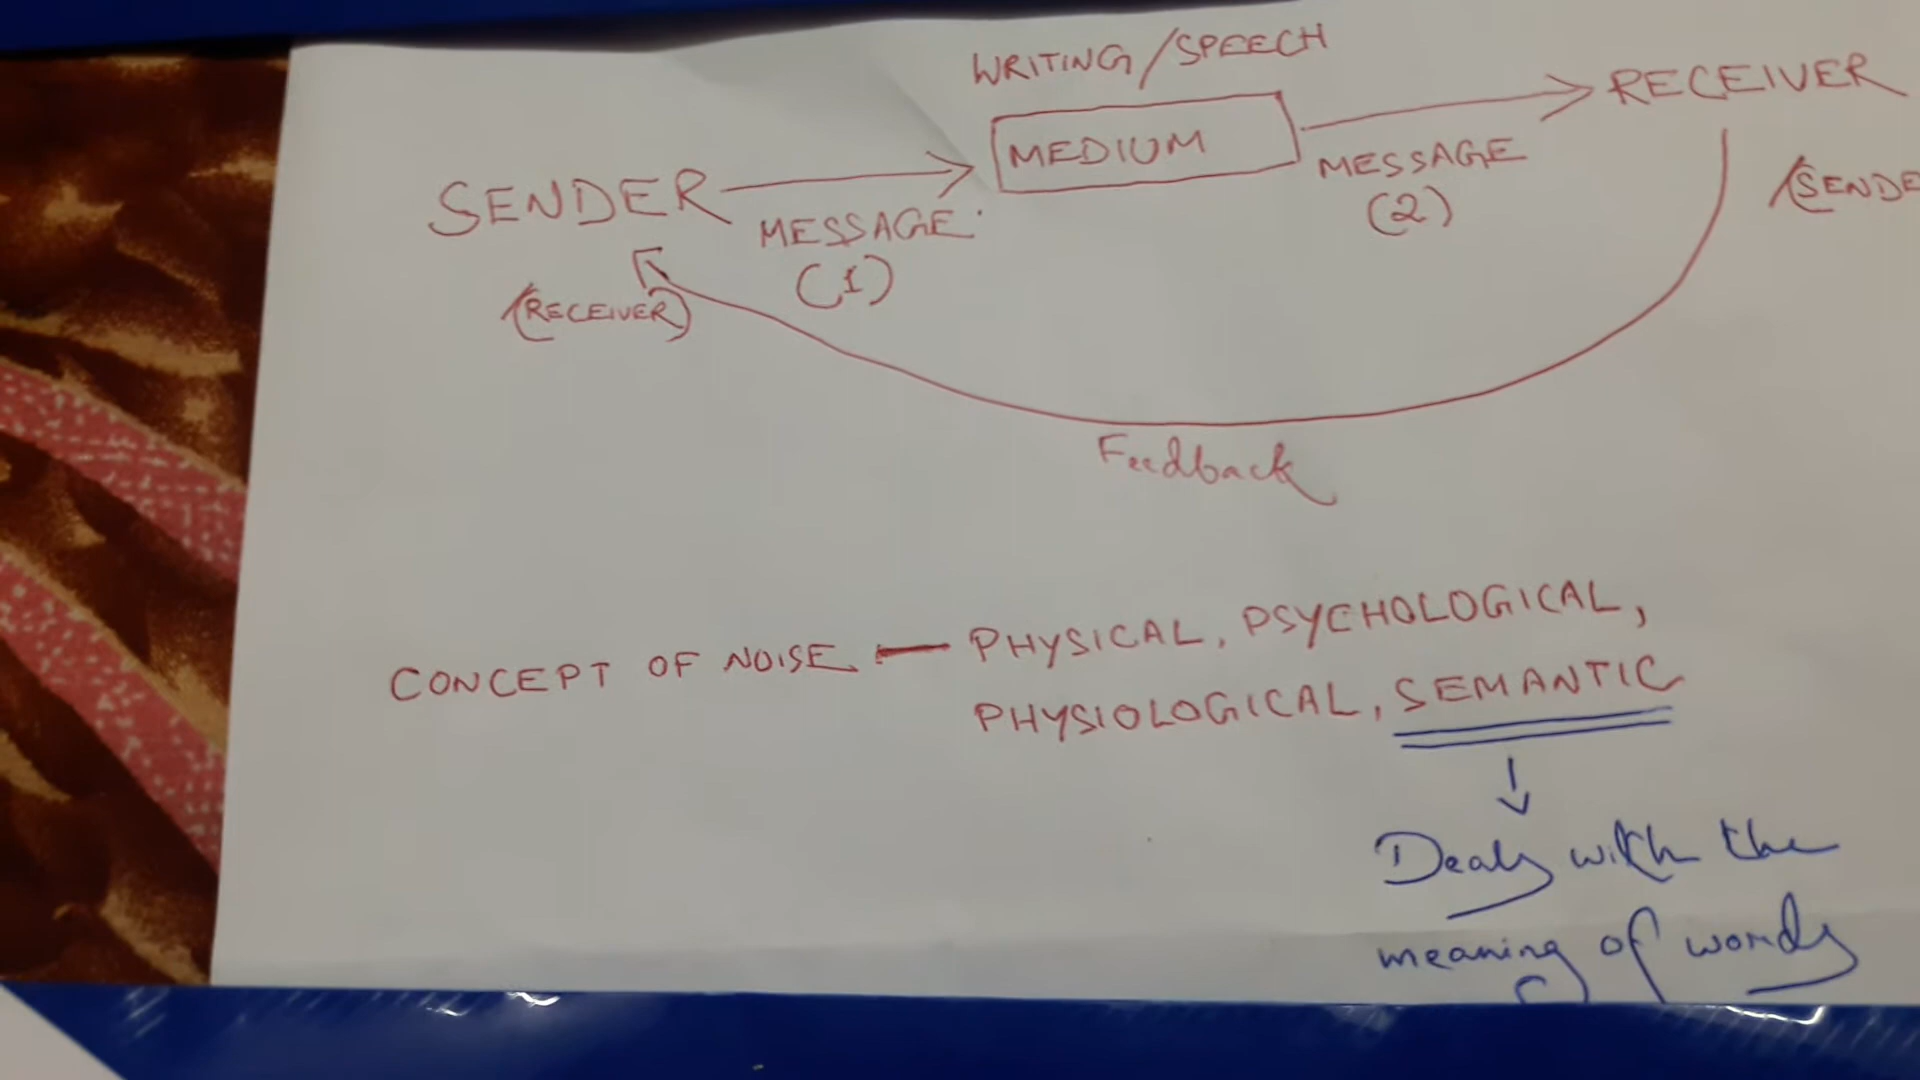 WRITING/SPEECH
SENDER
MESSAGE
(1)
MEDIUM
MESSAGE
(2)
RECEIVER
(SENDE
(RECEIVER)
Feedback
CONCEPT OF NOISE — PHYSICAL, PSYCHOLOGICAL,
PHYSIOLOGICAL, SEMANTIC
Deals with the
meaning of words